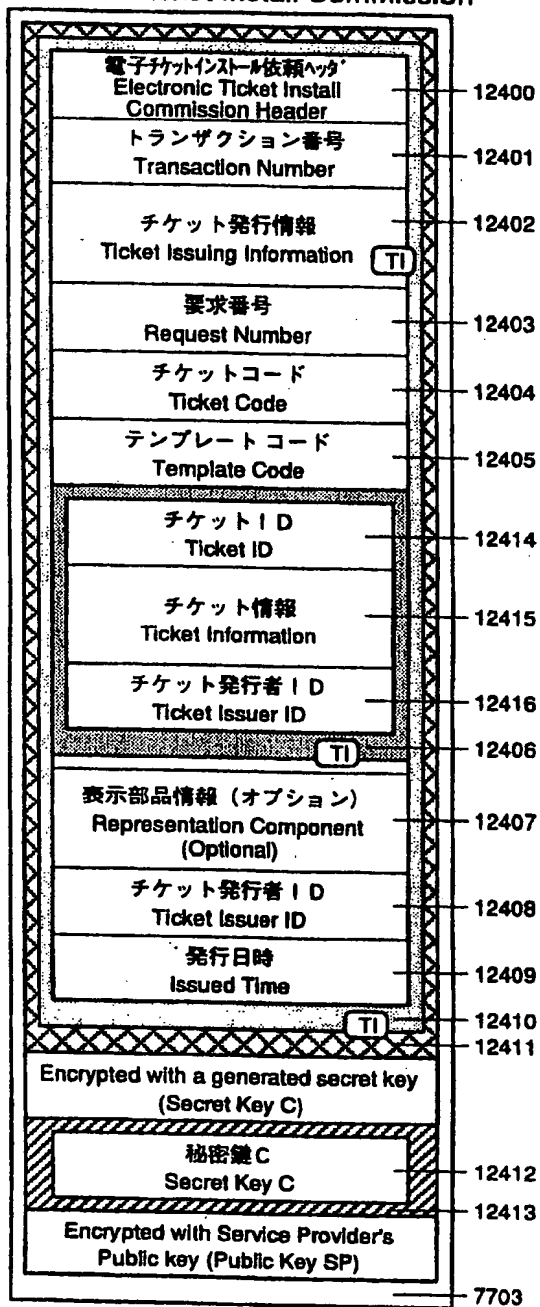 電子チケットインストール依頼ヘッダ
Electronic Ticket Install
Commission Header
12400
トランザクション番号
Transaction Number
12401
チケット発行情報
Ticket Issuing Information
TI
12402
要求番号
Request Number
12403
チケットコード
Ticket Code
12404
テンプレート コード
Template Code
12405
チケットID
Ticket ID
12414
チケット情報
Ticket Information
12415
チケット発行者ID
Ticket Issuer ID
12416
TI
12406
表示部品情報（オプション）
Representation Component
(Optional)
12407
チケット発行者ID
Ticket Issuer ID
12408
発行日時
Issued Time
12409
TI
12410
12411
Encrypted with a generated secret key
(Secret Key C)
秘密鍵C
Secret Key C
12412
12413
Encrypted with Service Provider's
Public key (Public Key SP)
7703